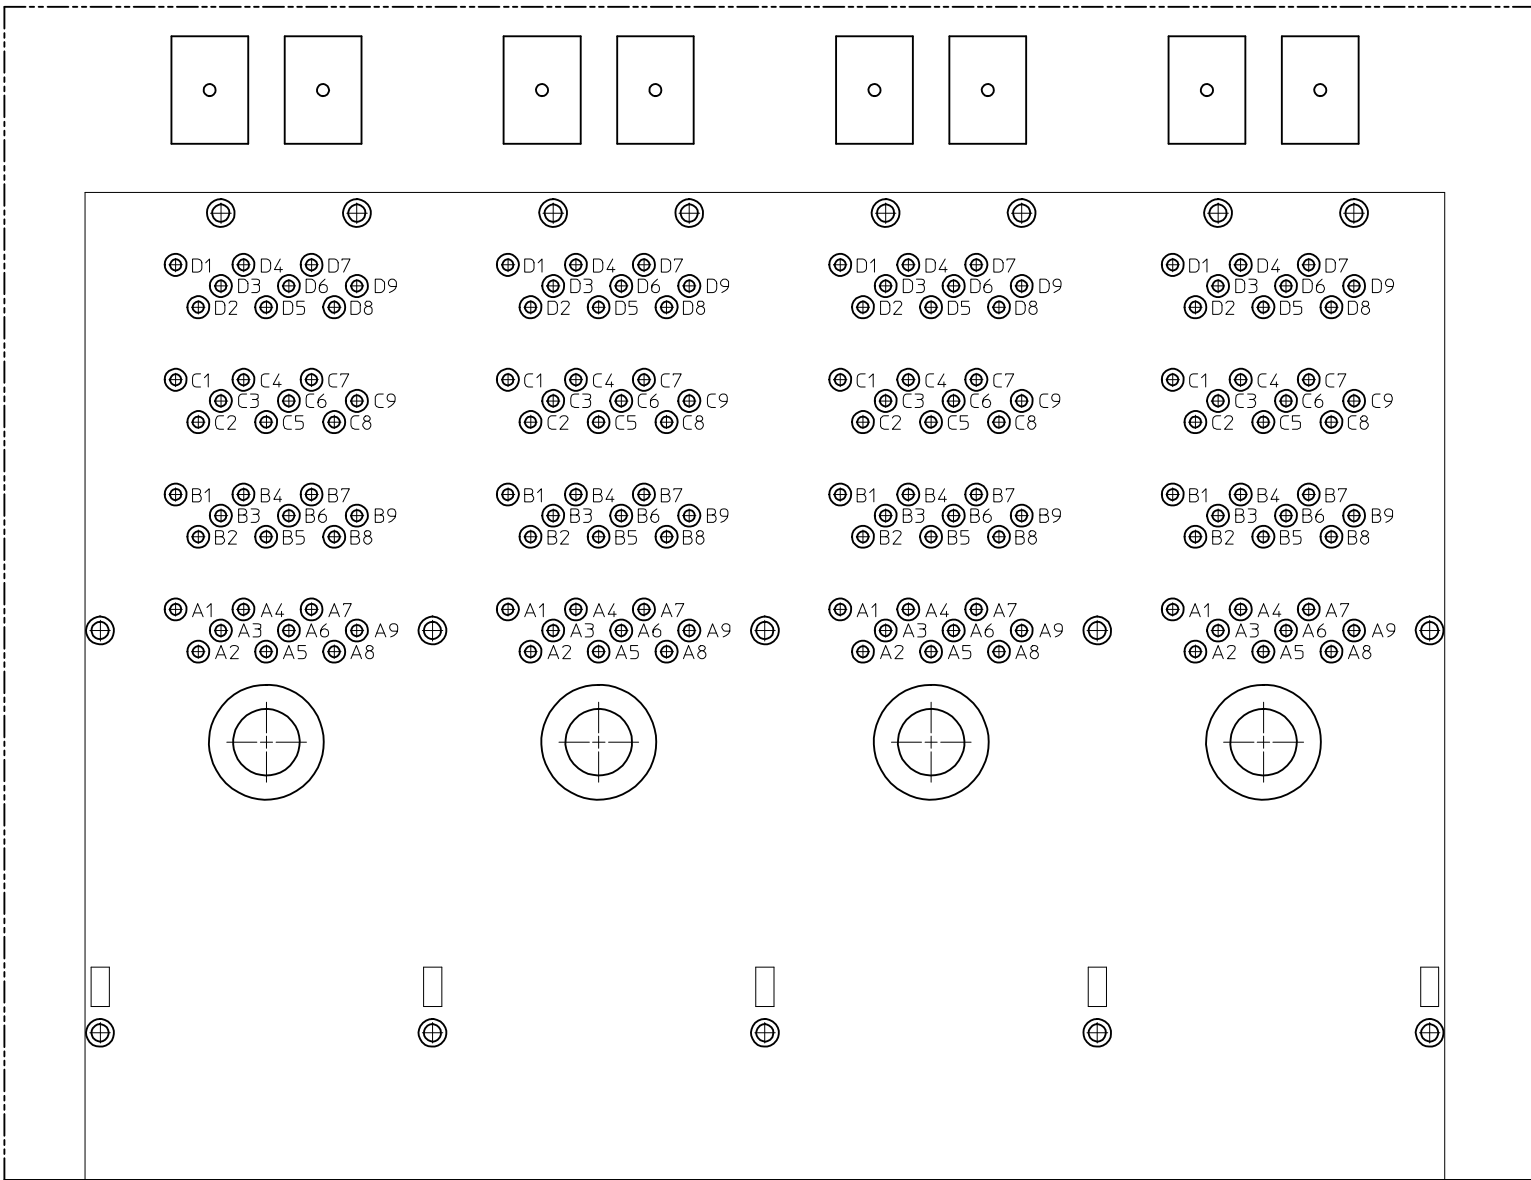 D1 D4 D7 D1 D4 D7 D1 D4 D7 D1 D4 D7
D3 D6 D9 D3 D6 D9 D3 D6 D9 D3 D6 D9
D2 D5 D8 D2 D5 D8 D2 D5 D8 D2 D5 D8
C1 C4 C7 C1 C4 C7 C1 C4 C7 C1 C4 C7
C3 C6 C9 C3 C6 C9 C3 C6 C9 C3 C6 C9
C2 C5 C8 C2 C5 C8 C2 C5 C8 C2 C5 C8
B1 B4 B7 B1 B4 B7 B1 B4 B7 B1 B4 B7
B3 B6 B9 B3 B6 B9 B3 B6 B9 B3 B6 B9
B2 B5 B8 B2 B5 B8 B2 B5 B8 B2 B5 B8
A1 A4 A7 A1 A4 A7 A1 A4 A7 A1 A4 A7
A3 A6 A9 A3 A6 A9 A3 A6 A9 A3 A6 A9
A2 A5 A8 A2 A5 A8 A2 A5 A8 A2 A5 A8